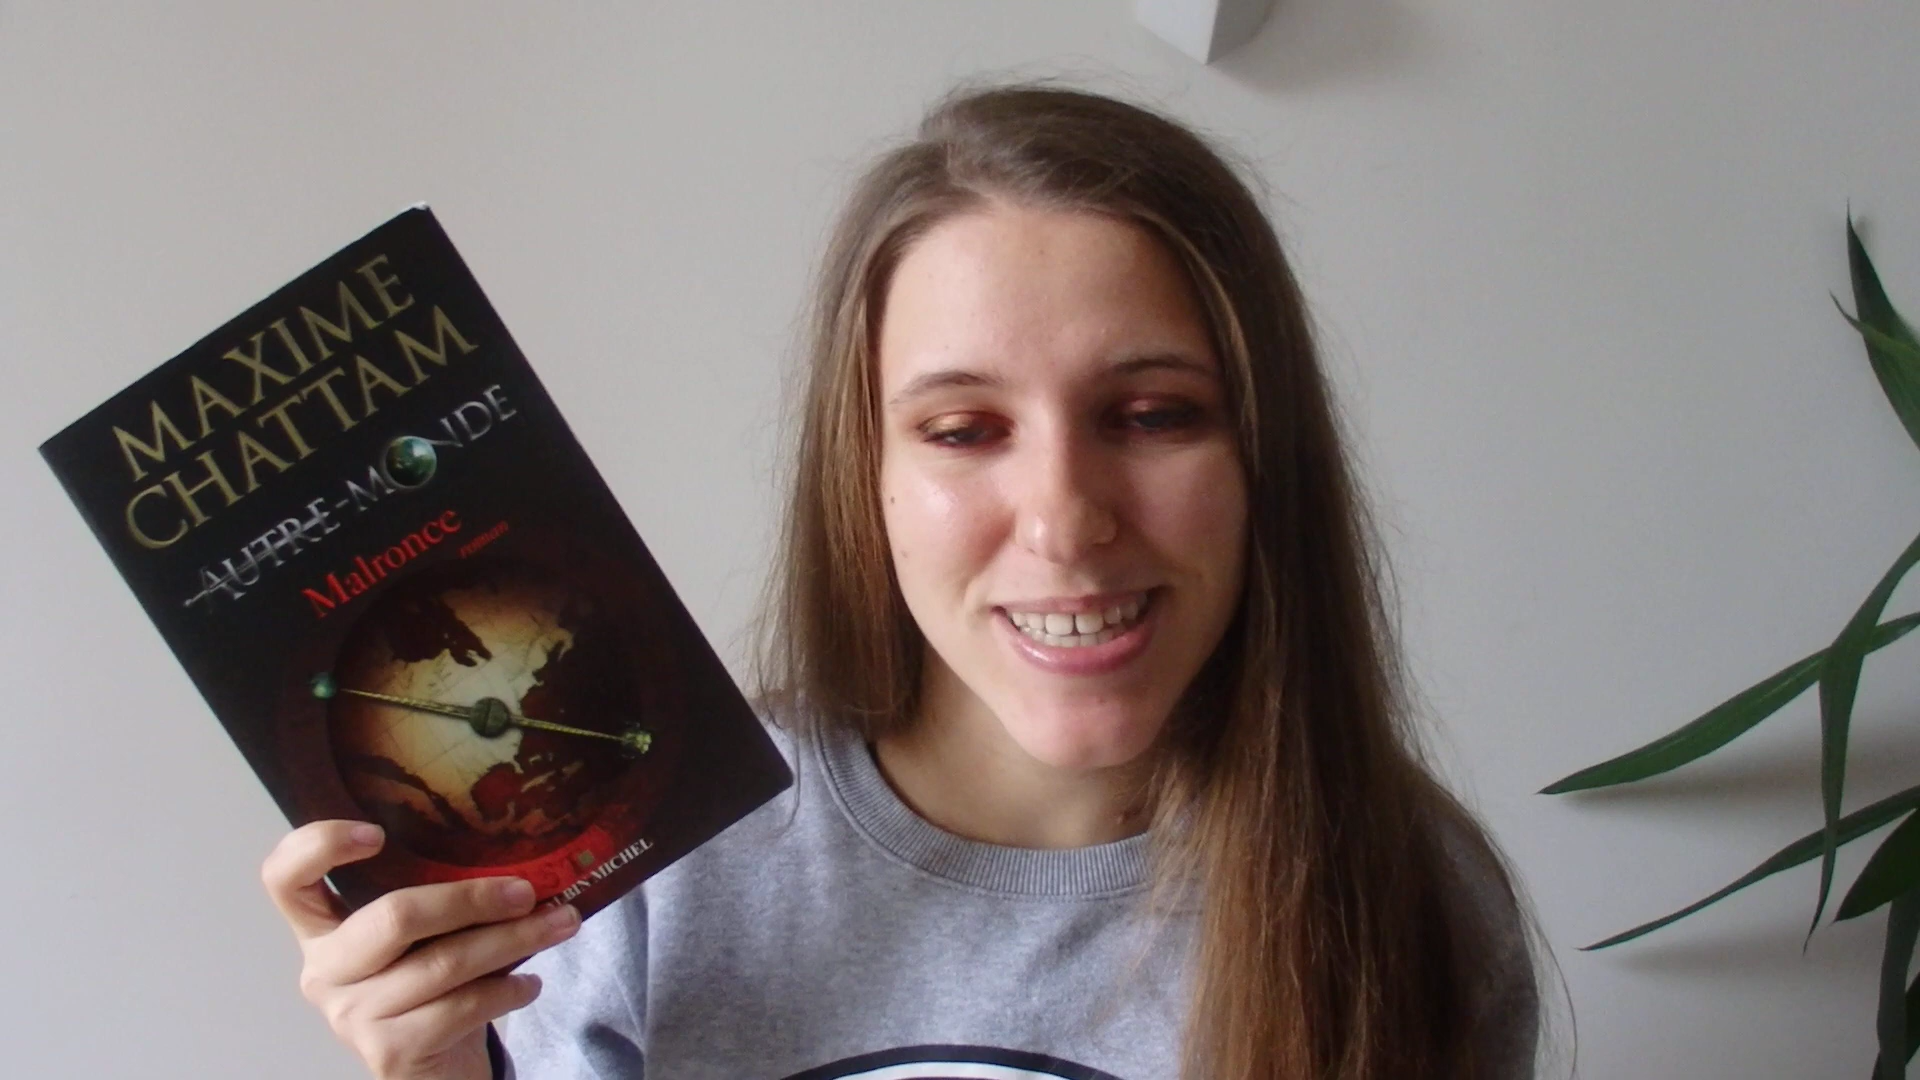 MAXIME
CHATTAM
AUTRE-MONDE
Malronce
roman
ALBIN MICHEL